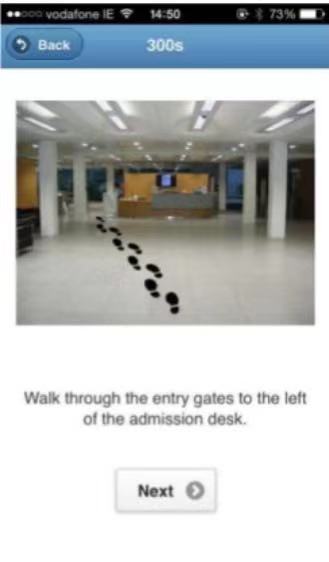 vodafone IE 14:50 73%
Back 300s
Walk through the entry gates to the left
of the admission desk.
Next